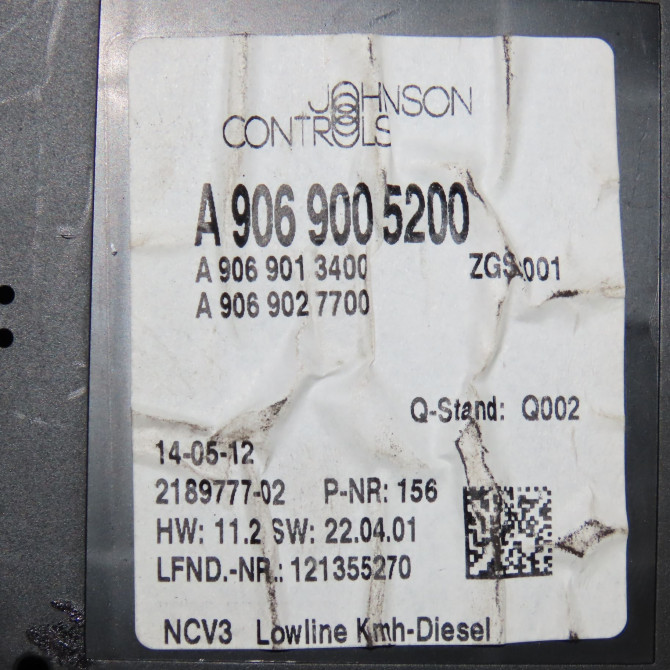 JOHNSON
CONTROLS
A 906 900 5200
A 906 901 3400 ZGS 001
A 906 902 7700
Q-Stand: Q002
14-05-12
2189777-02 P-NR: 156
HW: 11.2 SW: 22.04.01
LFND.-NR.: 121355270
NCV3 Lowline Kmh-Diesel